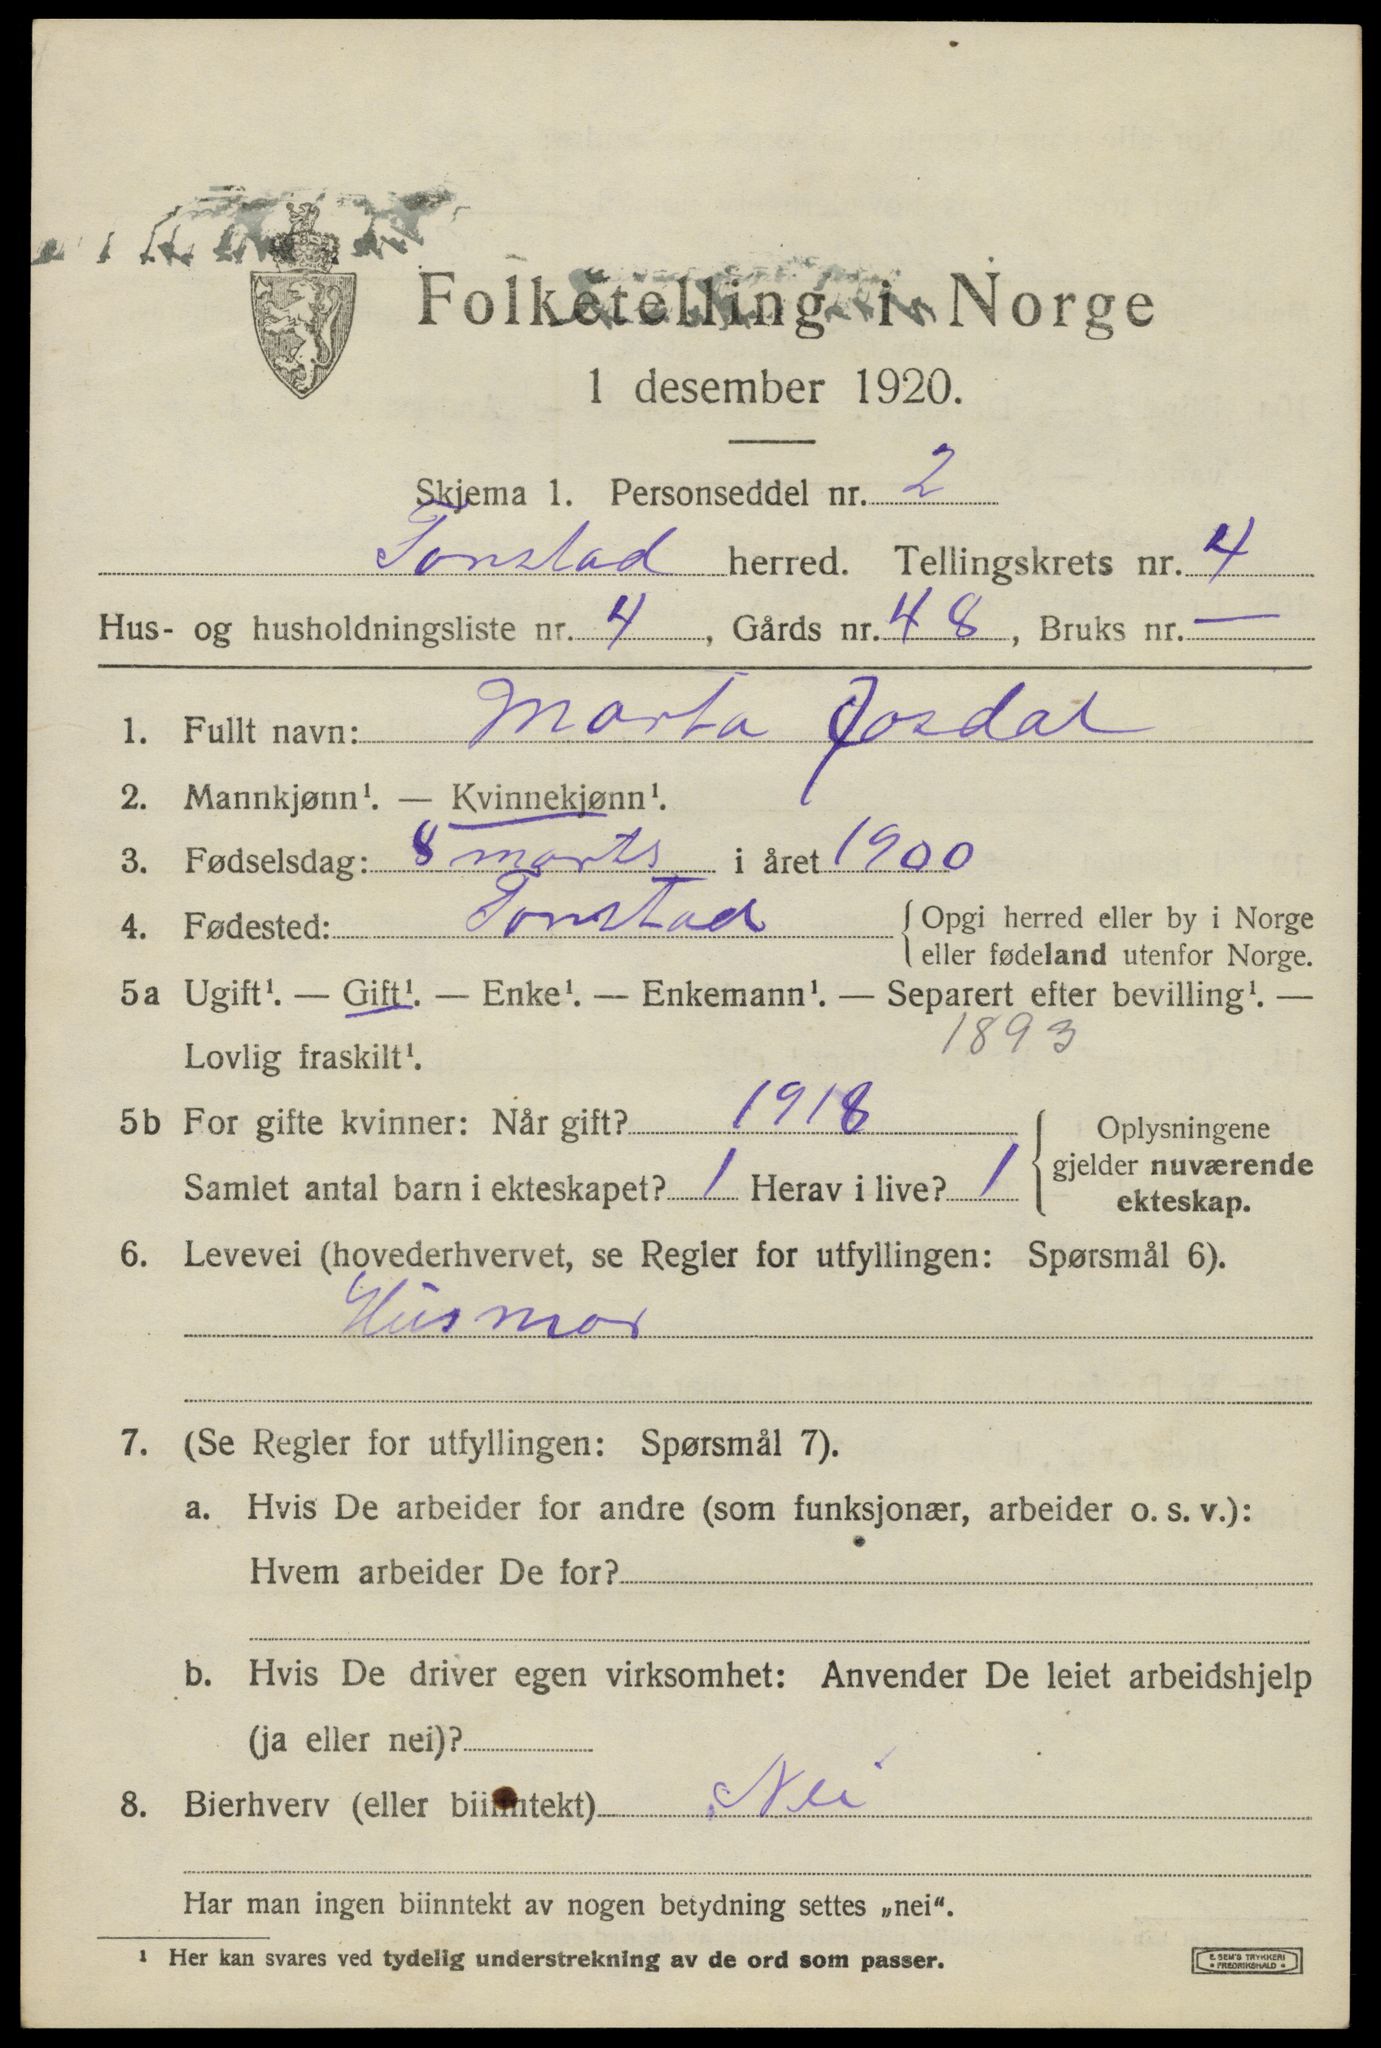 Folketelling i Norge
1 desember 1920.
Skjema 1. Personseddel nr. 2
Tonstad herred. Tellingskrets nr. 4
Hus- og husholdningsliste nr. 4, Gårds nr. 48, Bruks nr. —
1. Fullt navn: Marta Josdal
2. Mannkjønn¹. — Kvinnekjønn¹.
3. Fødselsdag: 8 marts i året 1900
4. Fødested: Tonstad {Opgi herred eller by i Norge
eller fødeland utenfor Norge.
5a Ugift¹. — Gift¹. — Enke¹. — Enkemann¹. — Separert efter bevilling¹. —
Lovlig fraskilt¹. 1893
5b For gifte kvinner: Når gift? 1918
Samlet antal barn i ekteskapet? 1 Herav i live? 1
{Oplysningene
gjelder nuværende
ekteskap.
6. Levevei (hovederhvervet, se Regler for utfyllingen: Spørsmål 6).
Husmor
7. (Se Regler for utfyllingen: Spørsmål 7).
a. Hvis De arbeider for andre (som funksjonær, arbeider o. s. v.):
Hvem arbeider De for?
b. Hvis De driver egen virksomhet: Anvender De leiet arbeidshjelp
(ja eller nei)?
8. Bierhverv (eller biinntekt) Nei
Har man ingen biinntekt av nogen betydning settes „nei“.
¹ Her kan svares ved tydelig understrekning av de ord som passer.
E. SEM'S TRYKKERI
• FREDRIKSHALD •